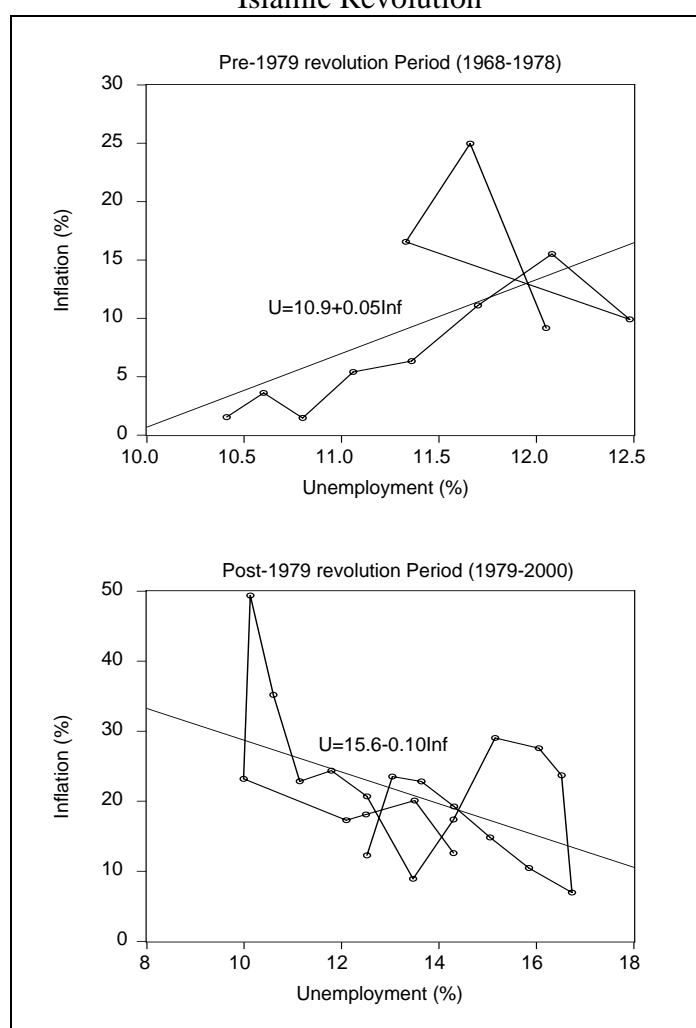 Islamic Revolution
Pre-1979 revolution Period (1968-1978)
30
25
20
15
10
5
0
Inflation (%)
U=10.9+0.05Inf
10.0 10.5 11.0 11.5 12.0 12.5
Unemployment (%)
Post-1979 revolution Period (1979-2000)
50
40
30
20
10
0
Inflation (%)
U=15.6-0.10Inf
8 10 12 14 16 18
Unemployment (%)